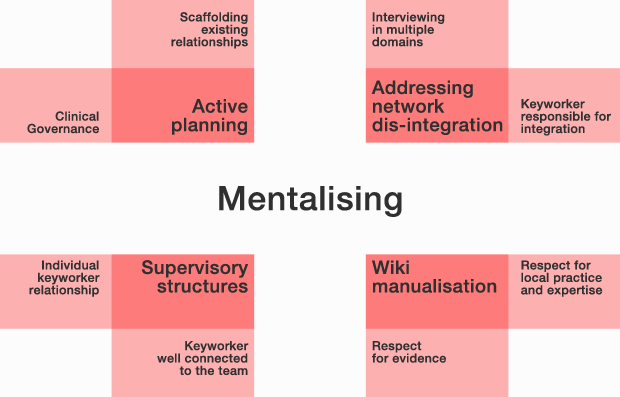 Scaffolding
existing
relationships
Interviewing
in multiple
domains
Clinical
Governance
Active
planning
Addressing
network
dis-integration
Keyworker
responsible for
integration
Mentalising
Individual
keyworker
relationship
Supervisory
structures
Wiki
manualisation
Respect for
local practice
and expertise
Keyworker
well connected
to the team
Respect
for evidence